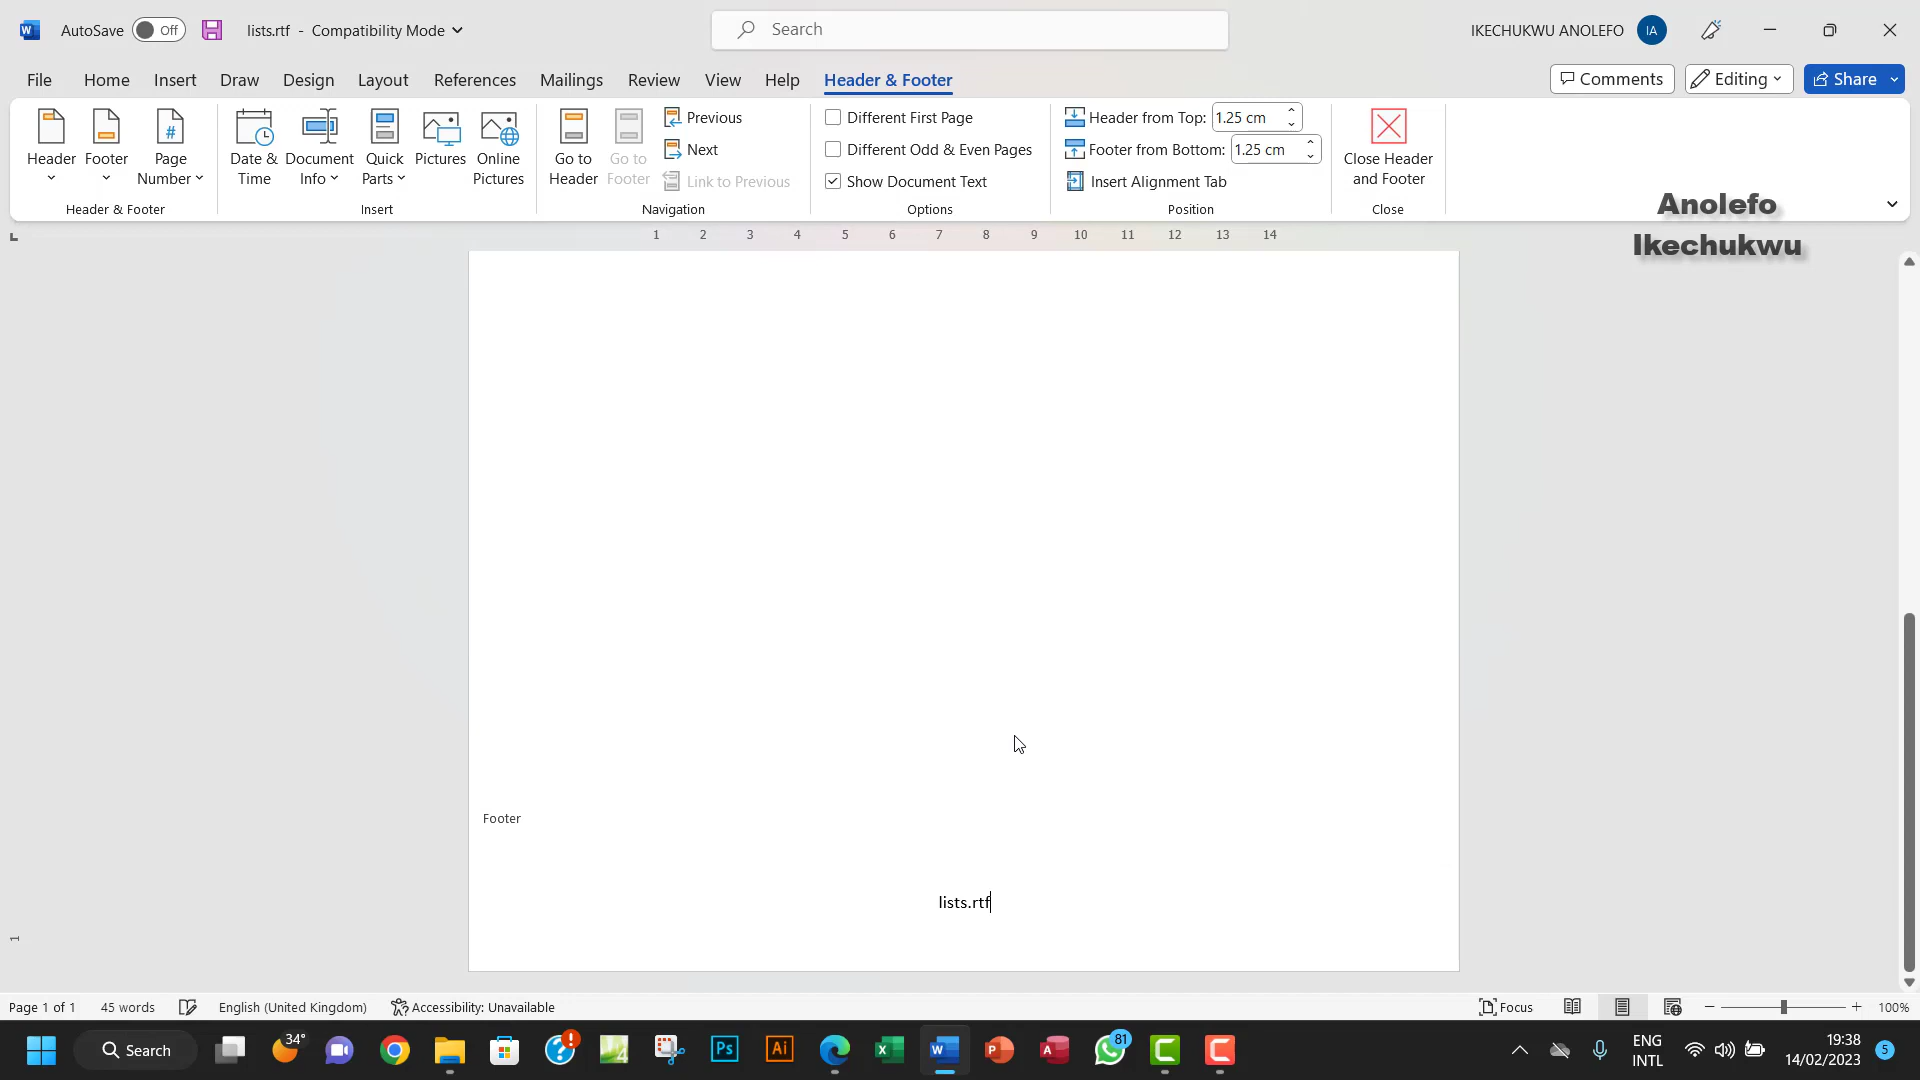 AutoSave Off lists.rtf - Compatibility Mode Search IKECHUKWU ANOLEFO IA
File Home Insert Draw Design Layout References Mailings Review View Help Header & Footer Comments Editing Share
Header Footer Page Number
Header & Footer
Date & Time Document Info Quick Parts Pictures Online Pictures
Insert
Go to Header Go to Footer Previous Next Link to Previous
Navigation
Different First Page
Different Odd & Even Pages
Show Document Text
Options
Header from Top: 1.25 cm
Footer from Bottom: 1.25 cm
Insert Alignment Tab
Position
Close Header and Footer
Close
Anolefo
Ikechukwu
1 2 3 4 5 6 7 8 9 10 11 12 13 14
Footer
lists.rtf
1
Page 1 of 1 45 words English (United Kingdom) Accessibility: Unavailable Focus 100%
Search 34° 4 Ps Ai X W P A 81 C C ENG INTL 19:38 14/02/2023 5